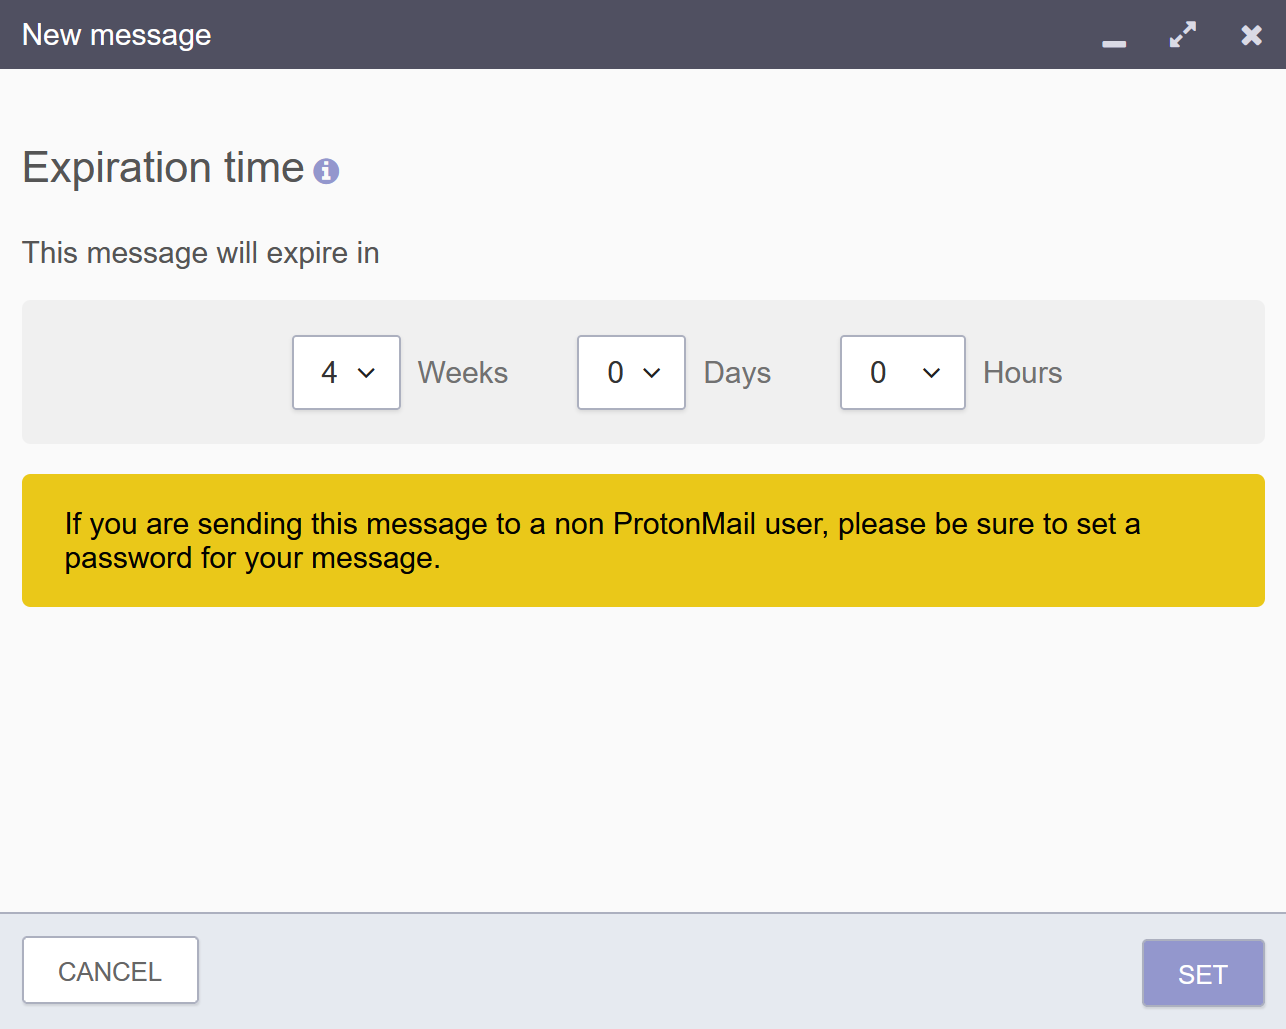 New message
Expiration time
This message will expire in
4 Weeks 0 Days 0 Hours
If you are sending this message to a non ProtonMail user, please be sure to set a
password for your message.
CANCEL SET